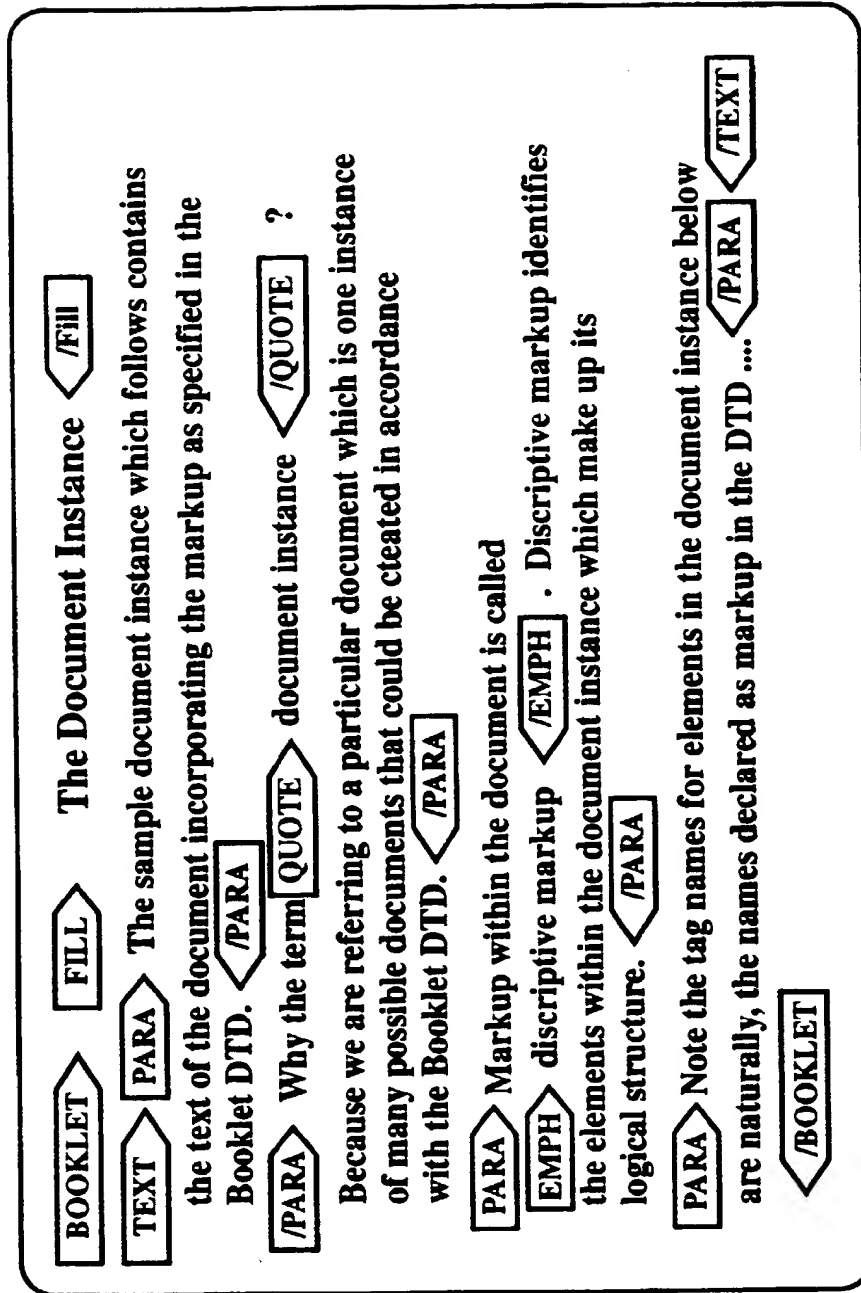 BOOKLET FILL The Document Instance /Fill
TEXT PARA The sample document instance which follows contains
the text of the document incorporating the markup as specified in the
Booklet DTD. /PARA
/PARA Why the term QUOTE document instance /QUOTE ?
Because we are referring to a particular document which is one instance
of many possible documents that could be cteated in accordance
with the Booklet DTD. /PARA
PARA Markup within the document is called
EMPH discriptive markup /EMPH . Discriptive markup identifies
the elements within the document instance which make up its
logical structure. /PARA
PARA Note the tag names for elements in the document instance below
are naturally, the names declared as markup in the DTD .... /PARA /TEXT
/BOOKLET